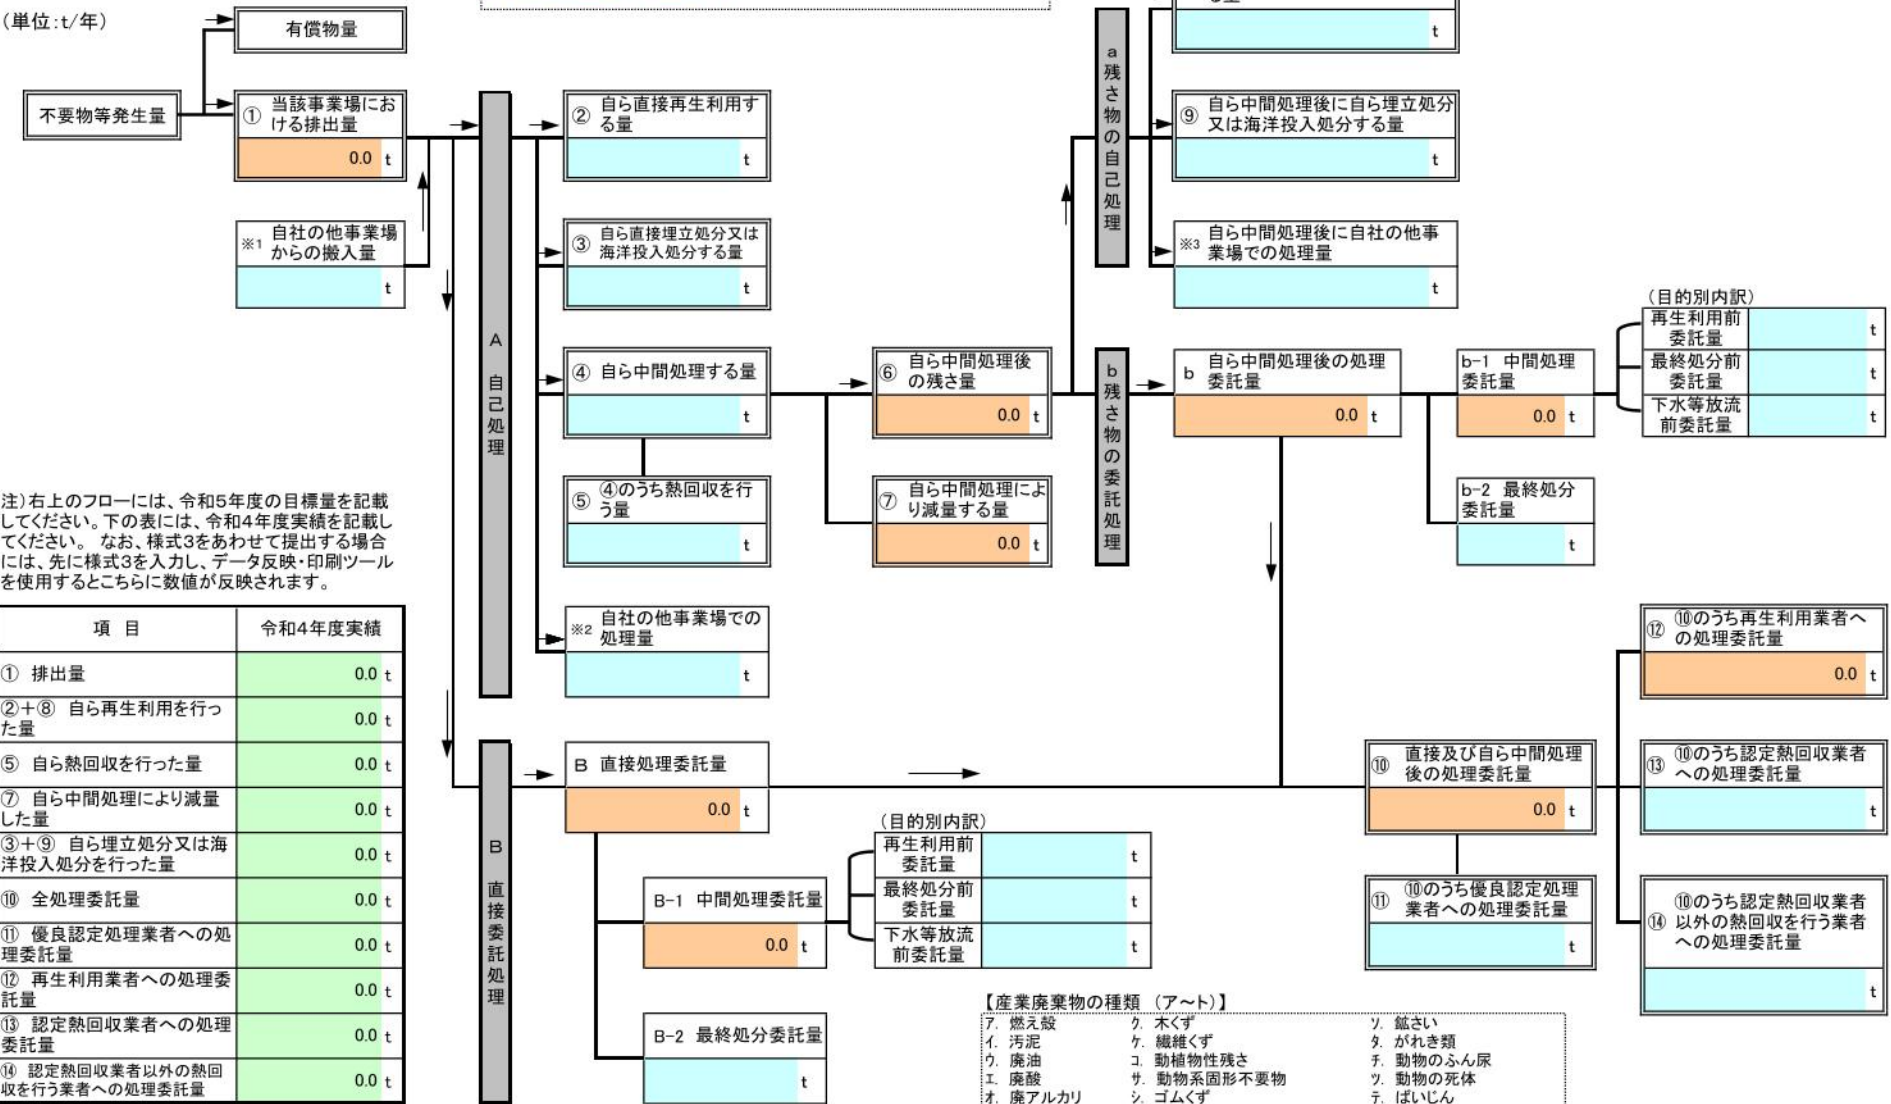 (単位:t/年)
有償物量
不要物等発生量
① 当該事業場にお
ける排出量
0.0 t
※1 自社の他事業場
からの搬入量
t
A 自己処理
② 自ら直接再生利用す
る量
t
③ 自ら直接埋立処分又は
海洋投入処分する量
t
④ 自ら中間処理する量
t
⑤ ④のうち熱回収を行
う量
t
※2 自社の他事業場での
処理量
t
⑥ 自ら中間処理後
の残さ量
0.0 t
⑦ 自ら中間処理によ
り減量する量
0.0 t
a 残さ物の自己処理
t
⑨ 自ら中間処理後に自ら埋立処分
又は海洋投入処分する量
t
※3 自ら中間処理後に自社の他事
業場での処理量
t
b 残さ物の委託処理
b 自ら中間処理後の処理
委託量
0.0 t
b-1 中間処理
委託量
0.0 t
(目的別内訳)
再生利用前
委託量
t
最終処分前
委託量
t
下水等放流
前委託量
t
b-2 最終処分
委託量
t
注)右上のフローには、令和5年度の目標量を記載
してください。下の表には、令和4年度実績を記載し
てください。 なお、様式3をあわせて提出する場合
には、先に様式3を入力し、データ反映・印刷ツール
を使用するとこちらに数値が反映されます。
項 目 令和4年度実績
① 排出量 0.0 t
②+⑧ 自ら再生利用を行っ
た量 0.0 t
⑤ 自ら熱回収を行った量 0.0 t
⑦ 自ら中間処理により減量
した量 0.0 t
③+⑨ 自ら埋立処分又は海
洋投入処分を行った量 0.0 t
⑩ 全処理委託量 0.0 t
⑪ 優良認定処理業者への処
理委託量 0.0 t
⑫ 再生利用業者への処理委
託量 0.0 t
⑬ 認定熱回収業者への処理
委託量 0.0 t
⑭ 認定熱回収業者以外の熱回
収を行う業者への処理委託量 0.0 t
B 直接委託処理
B 直接処理委託量
0.0 t
B-1 中間処理委託量
0.0 t
(目的別内訳)
再生利用前
委託量
t
最終処分前
委託量
t
下水等放流
前委託量
t
B-2 最終処分委託量
t
⑩ 直接及び自ら中間処理
後の処理委託量
0.0 t
⑪ ⑩のうち優良認定処理
業者への処理委託量
t
⑫ ⑩のうち再生利用業者へ
の処理委託量
0.0 t
⑬ ⑩のうち認定熱回収業者
への処理委託量
t
⑭ ⑩のうち認定熱回収業者
以外の熱回収を行う業者
への処理委託量
t
【産業廃棄物の種類 (ア~ト)】
ア. 燃え殻 ク. 木くず ソ. 鉱さい
イ. 汚泥 ケ. 繊維くず タ. がれき類
ウ. 廃油 コ. 動植物性残さ チ. 動物のふん尿
エ. 廃酸 サ. 動物系固形不要物 ツ. 動物の死体
オ. 廃アルカリ シ. ゴムくず テ. ばいじん